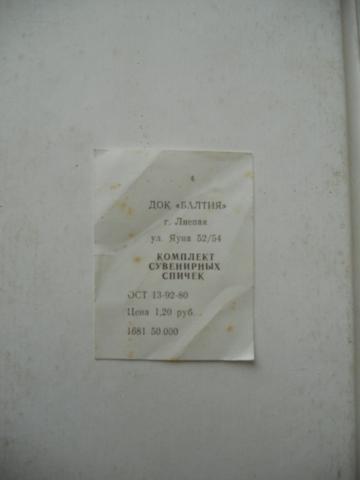 4
ДОК «БАЛТИЯ»
г. Лиепая
ул. Яуна 52/54
КОМПЛЕКТ
СУВЕНИРНЫХ
СПИЧЕК
ОСТ 13-92-80
Цена 1,20 руб.
1681 50.000